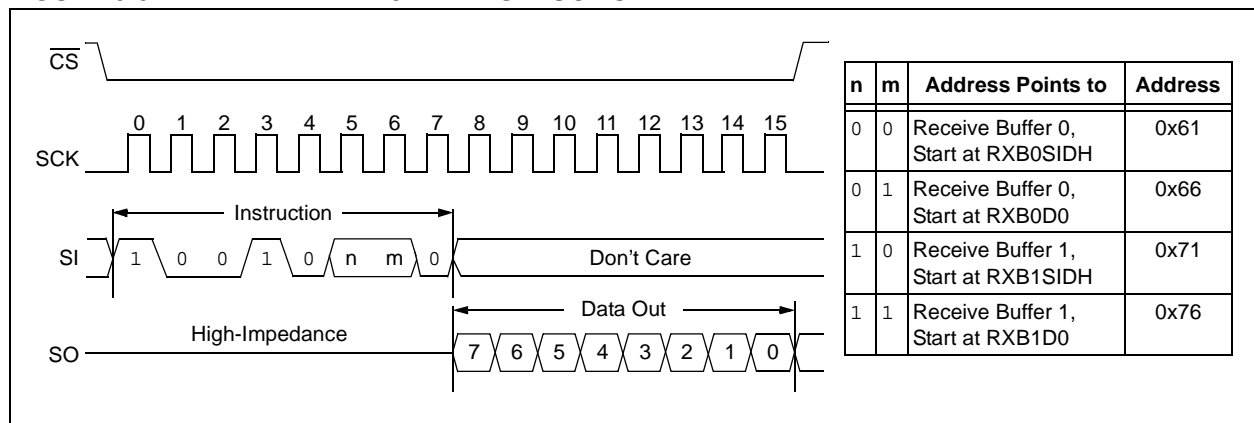 CS
0 1 2 3 4 5 6 7 8 9 10 11 12 13 14 15
SCK
Instruction
SI 1 0 0 1 0 n m 0 Don't Care
Data Out
High-Impedance
SO 7 6 5 4 3 2 1 0
n m Address Points to Address
0 0 Receive Buffer 0, 0x61
Start at RXB0SIDH
0 1 Receive Buffer 0, 0x66
Start at RXB0D0
1 0 Receive Buffer 1, 0x71
Start at RXB1SIDH
1 1 Receive Buffer 1, 0x76
Start at RXB1D0